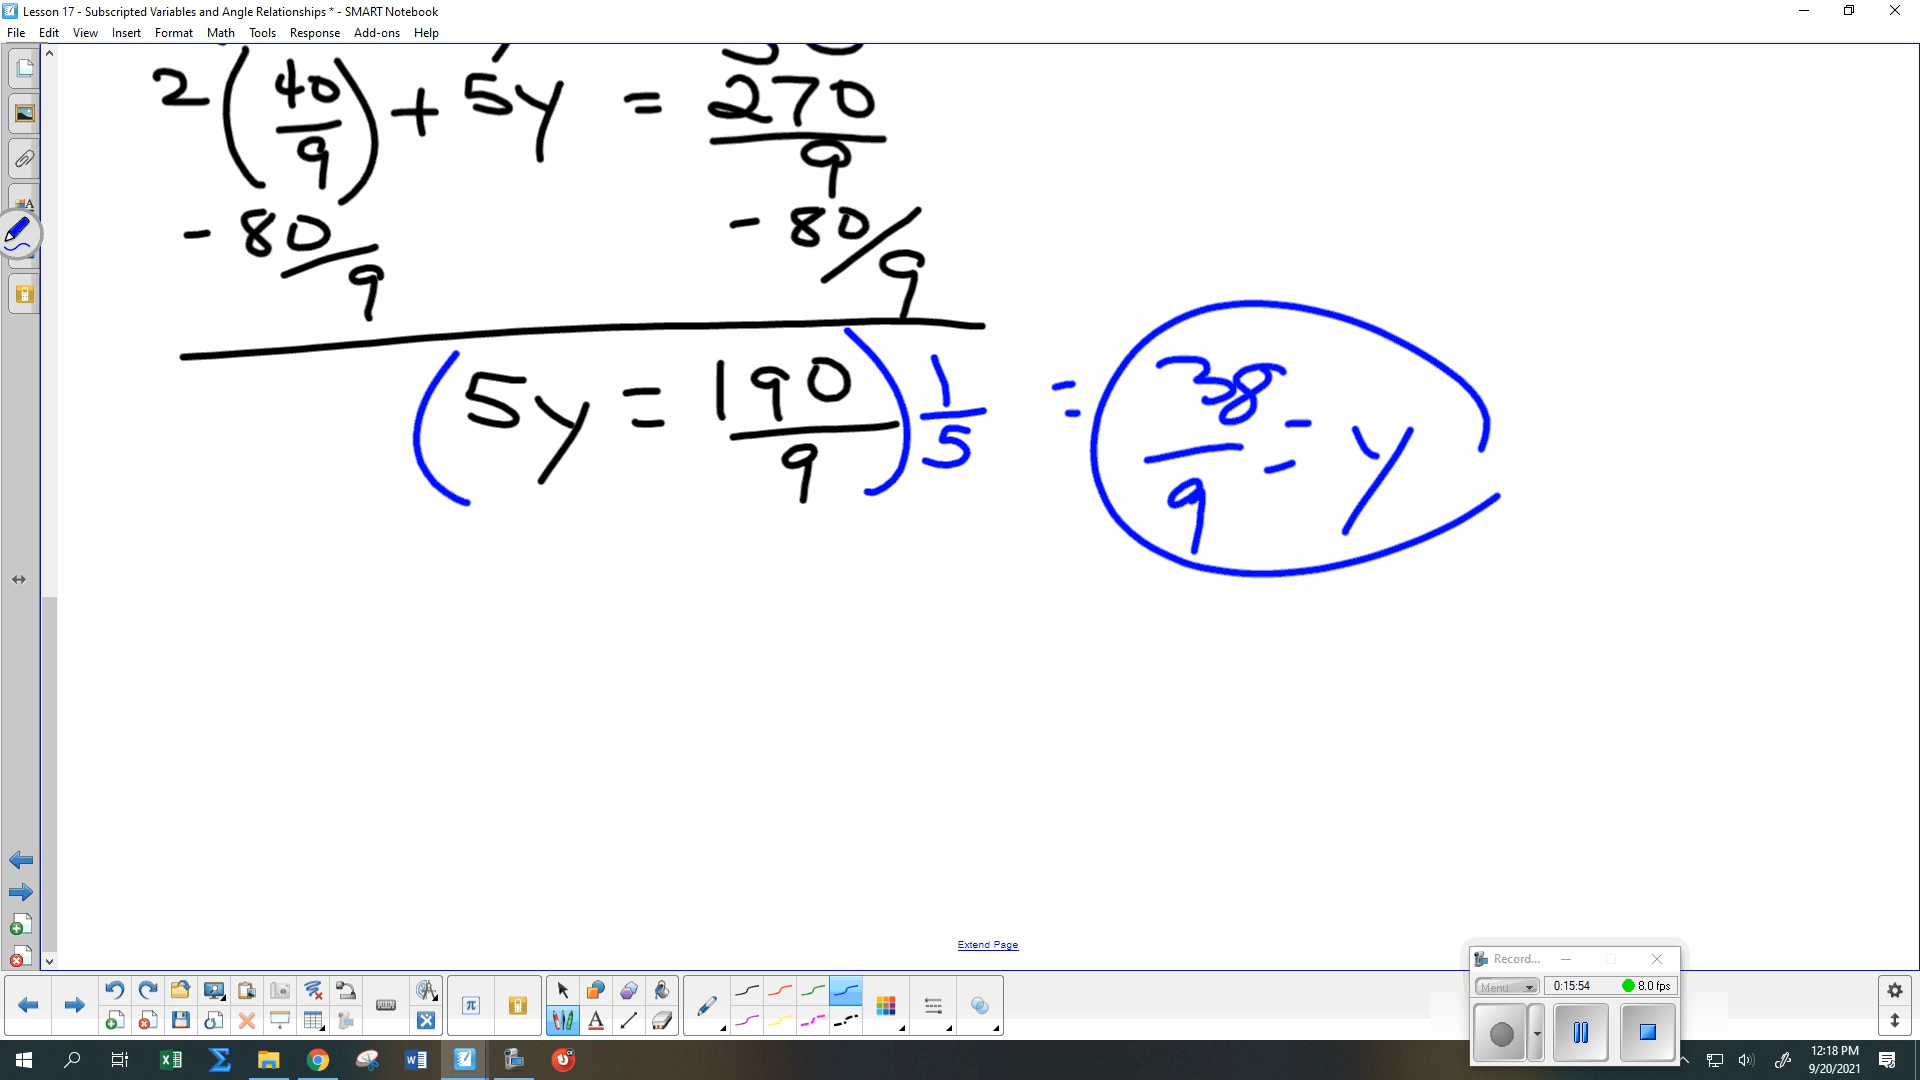 Lesson 17 - Subscripted Variables and Angle Relationships * - SMART Notebook
File Edit View Insert Format Math Tools Response Add-ons Help
2(40/9) + 5y = 270/9
- 80/9 - 80/9
(5y = 190/9) 1/5 = 38/9 = y
Extend Page
Record...
Menu 0:15:54 8.0 fps
12:18 PM
9/20/2021